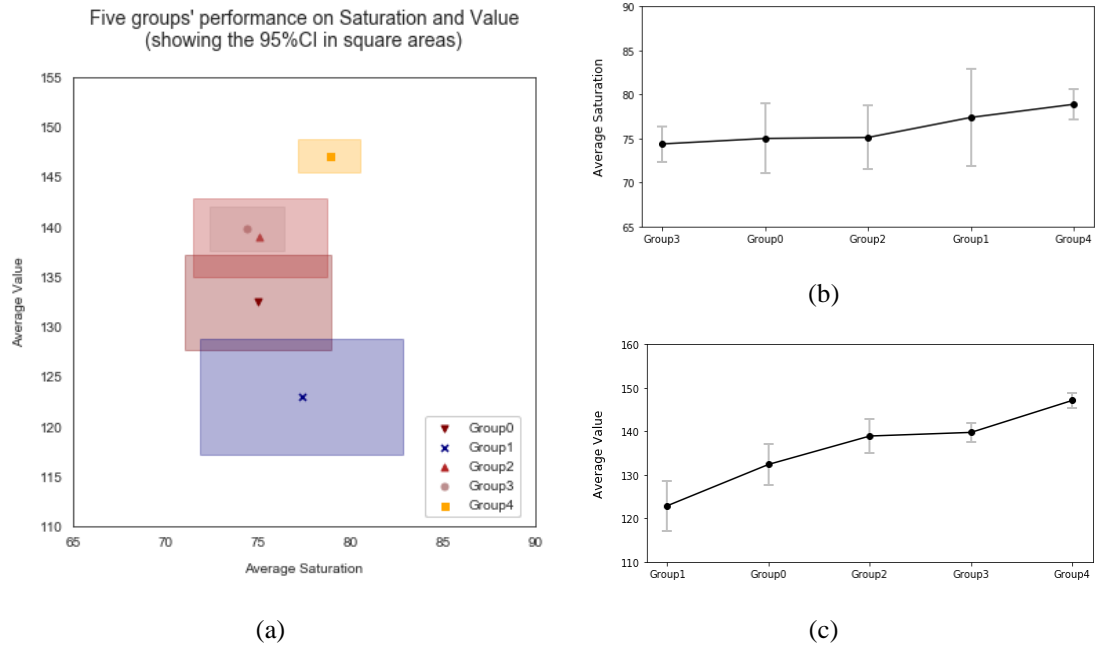 Five groups' performance on Saturation and Value
(showing the 95%CI in square areas)
155
150
145
140
135
130
125
120
115
110
Average Value
65
70
75
80
85
90
Average Saturation
Group0
Group1
Group2
Group3
Group4
(a)
90
85
80
75
70
65
Average Saturation
Group3
Group0
Group2
Group1
Group4
(b)
160
150
140
130
120
110
Average Value
Group1
Group0
Group2
Group3
Group4
(c)